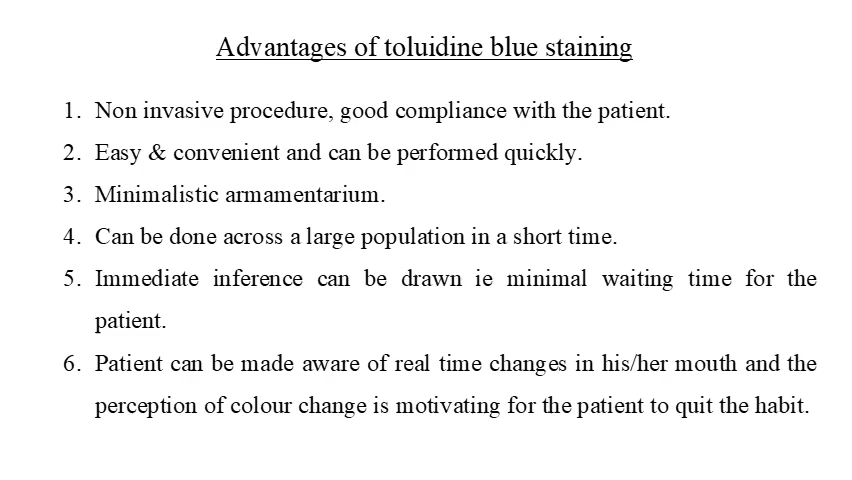 Advantages of toluidine blue staining
1. Non invasive procedure, good compliance with the patient.
2. Easy & convenient and can be performed quickly.
3. Minimalistic armamentarium.
4. Can be done across a large population in a short time.
5. Immediate inference can be drawn ie minimal waiting time for the
patient.
6. Patient can be made aware of real time changes in his/her mouth and the
perception of colour change is motivating for the patient to quit the habit.